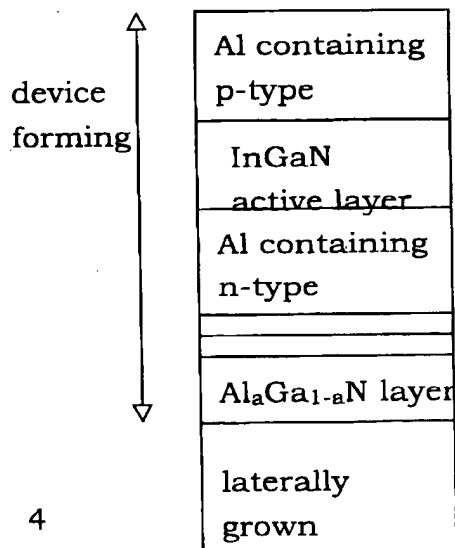 device
forming
Al containing
p-type
InGaN
active layer
Al containing
n-type
AlₐGa₁₋ₐN layer
laterally
grown
4